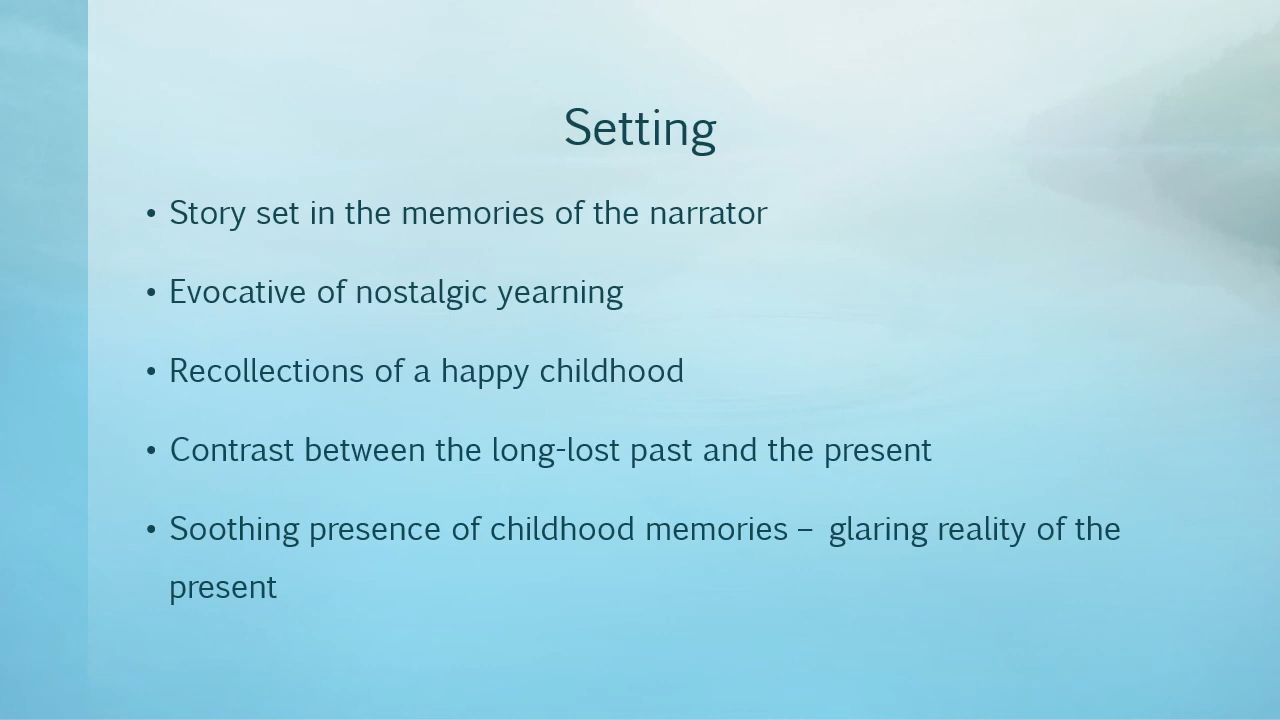 Setting
• Story set in the memories of the narrator
• Evocative of nostalgic yearning
• Recollections of a happy childhood
• Contrast between the long-lost past and the present
• Soothing presence of childhood memories – glaring reality of the
present